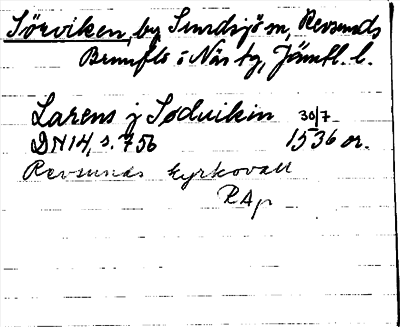 Sörviken, by Sundsjö sn, Revsunds
Brunflo o Näs tg, Jämtl. l.
Larens j Soduikin 30/7
DN14, s. 756 1536 or.
Revsunds kyrkovall
RAp